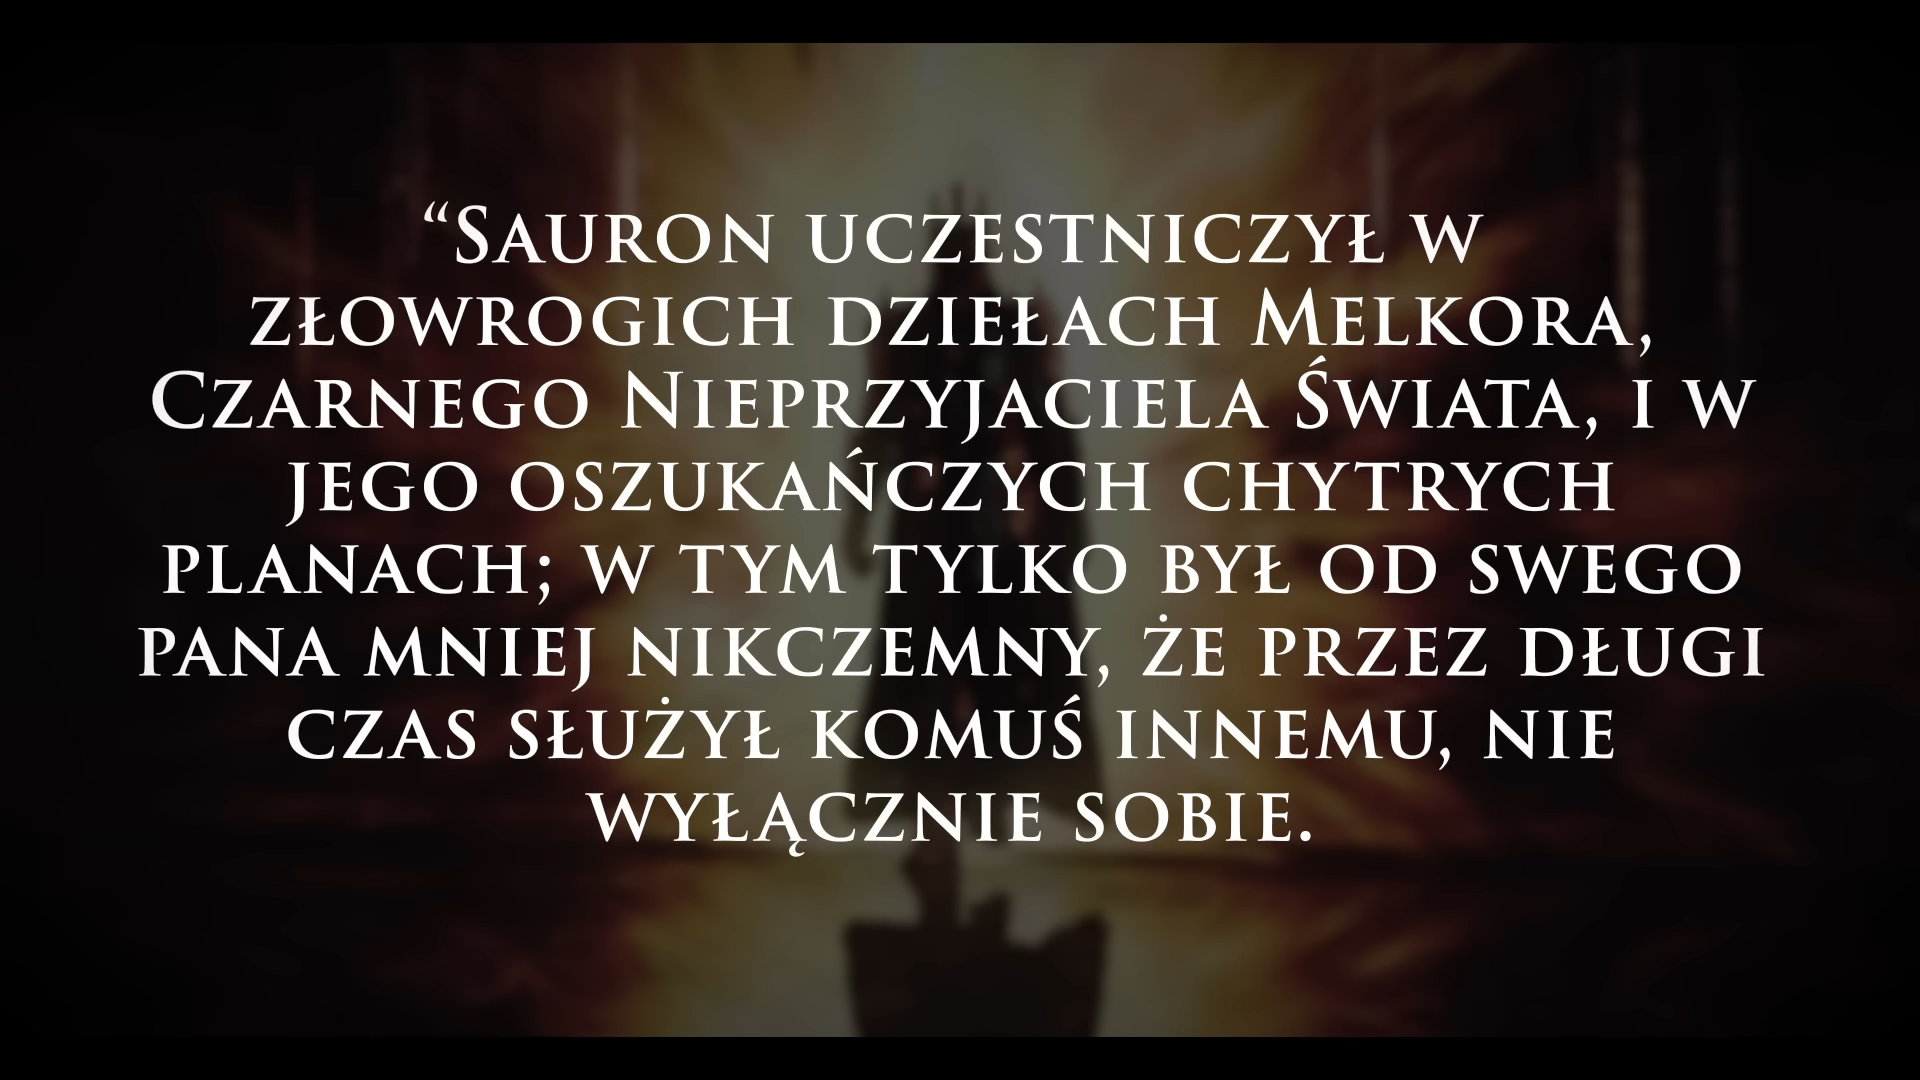 “Sauron uczestniczył w
złowrogich dziełach Melkora,
Czarnego Nieprzyjaciela Świata, i w
jego oszukańczych chytrych
planach; w tym tylko był od swego
pana mniej nikczemny, że przez długi
czas służył komuś innemu, nie
wyłącznie sobie.